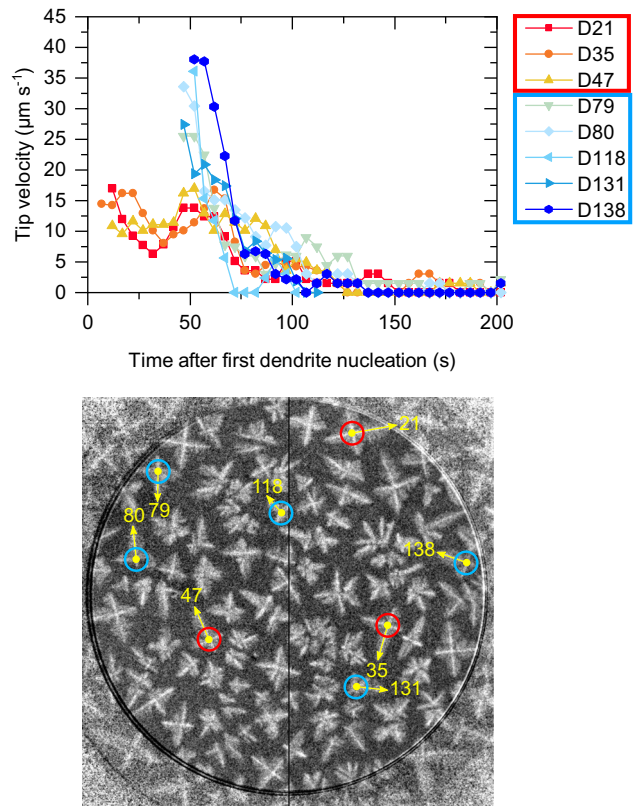 Tip velocity (µm s⁻¹)
45
40
35
30
25
20
15
10
5
0
0 50 100 150 200
Time after first dendrite nucleation (s)
D21
D35
D47
D79
D80
D118
D131
D138
21
118
79
80
138
47
35
131